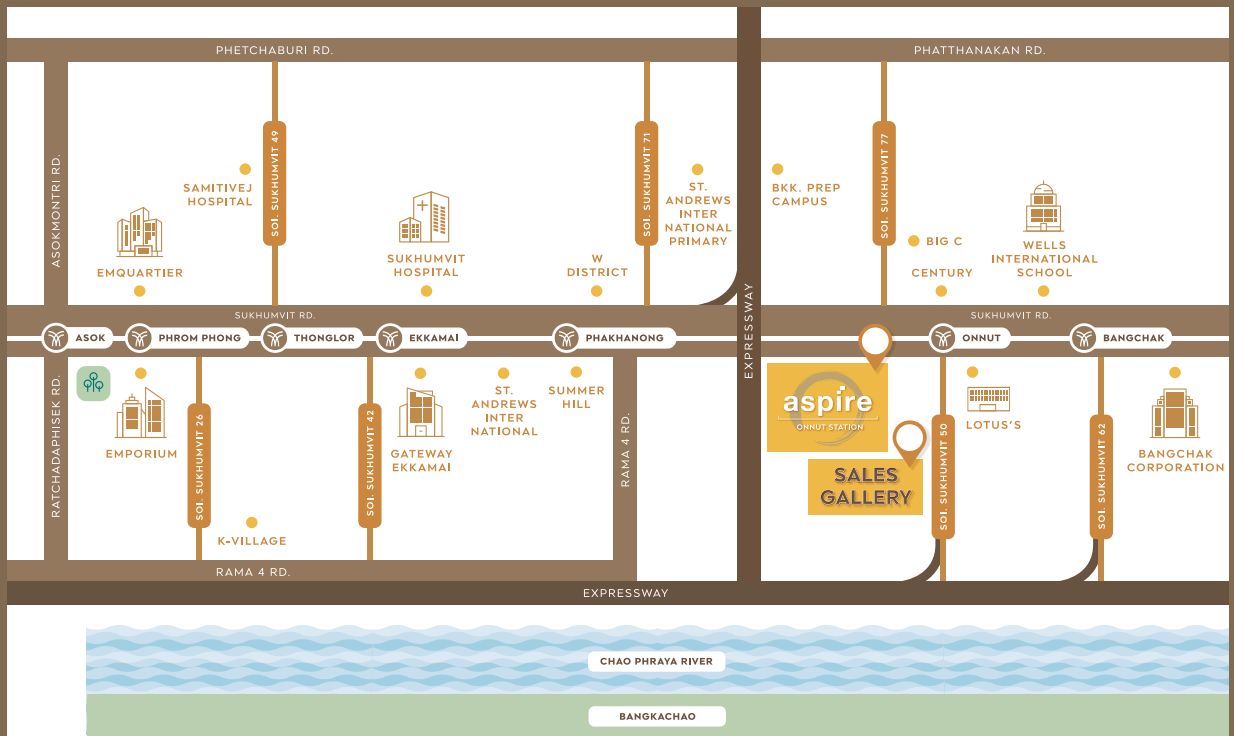 PHETCHABURI RD.
PHATTHANAKAN RD.
ASOKMONTRI RD.
SOI. SUKHUMVIT 49
SOI. SUKHUMVIT 71
SOI. SUKHUMVIT 77
SAMITIVEJ
HOSPITAL
EMQUARTIER
SUKHUMVIT
HOSPITAL
W
DISTRICT
ST.
ANDREWS
INTER
NATIONAL
PRIMARY
BKK. PREP
CAMPUS
BIG C
CENTURY
WELLS
INTERNATIONAL
SCHOOL
EXPRESSWAY
SUKHUMVIT RD.
SUKHUMVIT RD.
ASOK
PHROM PHONG
THONGLOR
EKKAMAI
PHAKHANONG
ONNUT
BANGCHAK
RATCHADAPHISEK RD.
EMPORIUM
SOI. SUKHUMVIT 26
K-VILLAGE
SOI. SUKHUMVIT 42
GATEWAY
EKKAMAI
ST.
ANDREWS
INTER
NATIONAL
SUMMER
HILL
RAMA 4 RD.
aspire
ONNUT STATION
SALES
GALLERY
SOI. SUKHUMVIT 50
LOTUS'S
SOI. SUKHUMVIT 62
BANGCHAK
CORPORATION
RAMA 4 RD.
EXPRESSWAY
CHAO PHRAYA RIVER
BANGKACHAO